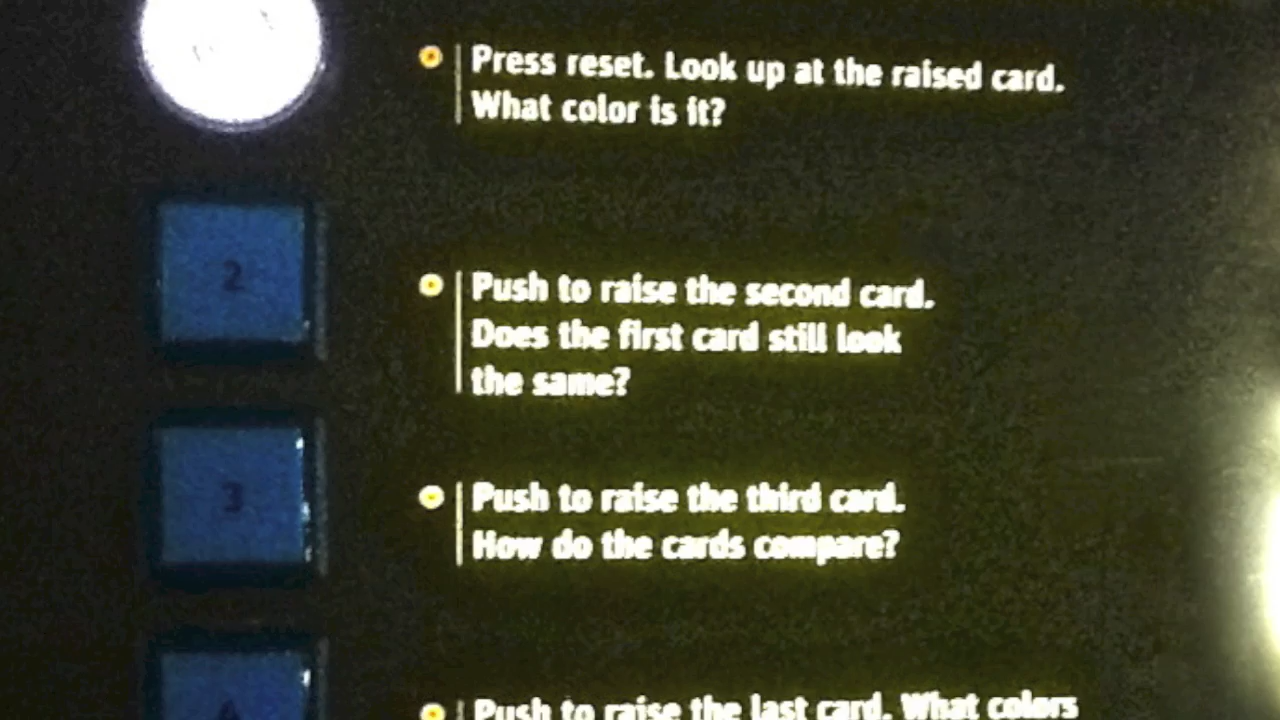 Press reset. Look up at the raised card.
What color is it?
2
Push to raise the second card.
Does the first card still look
the same?
3
Push to raise the third card.
How do the cards compare?
4
Push to raise the last card. What colors